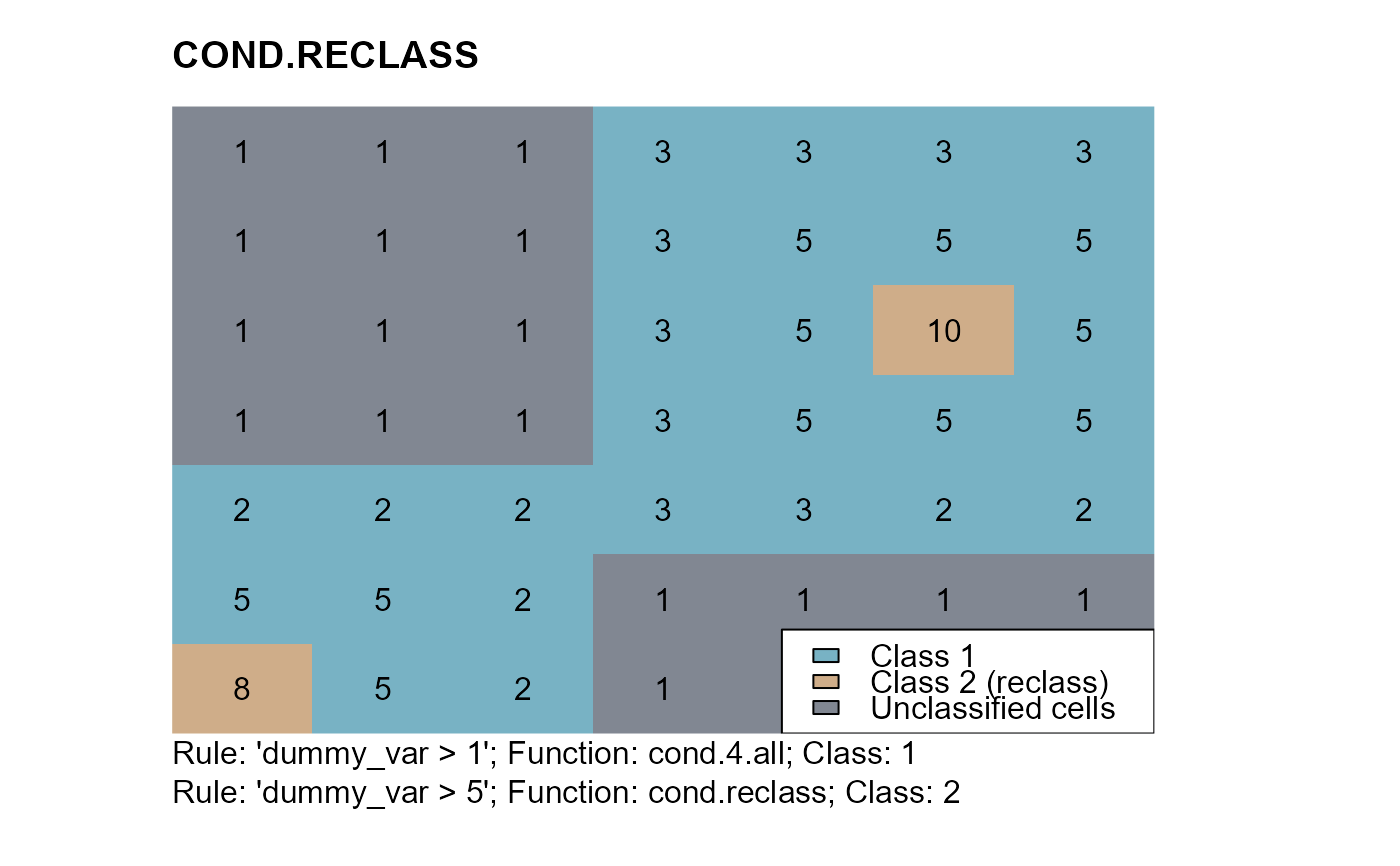 COND.RECLASS
1 1 1 3 3 3 3
1 1 1 3 5 5 5
1 1 1 3 5 10 5
1 1 1 3 5 5 5
2 2 2 3 3 2 2
5 5 2 1 1 1 1
8 5 2 1
Class 1
Class 2 (reclass)
Unclassified cells
Rule: 'dummy_var > 1'; Function: cond.4.all; Class: 1
Rule: 'dummy_var > 5'; Function: cond.reclass; Class: 2